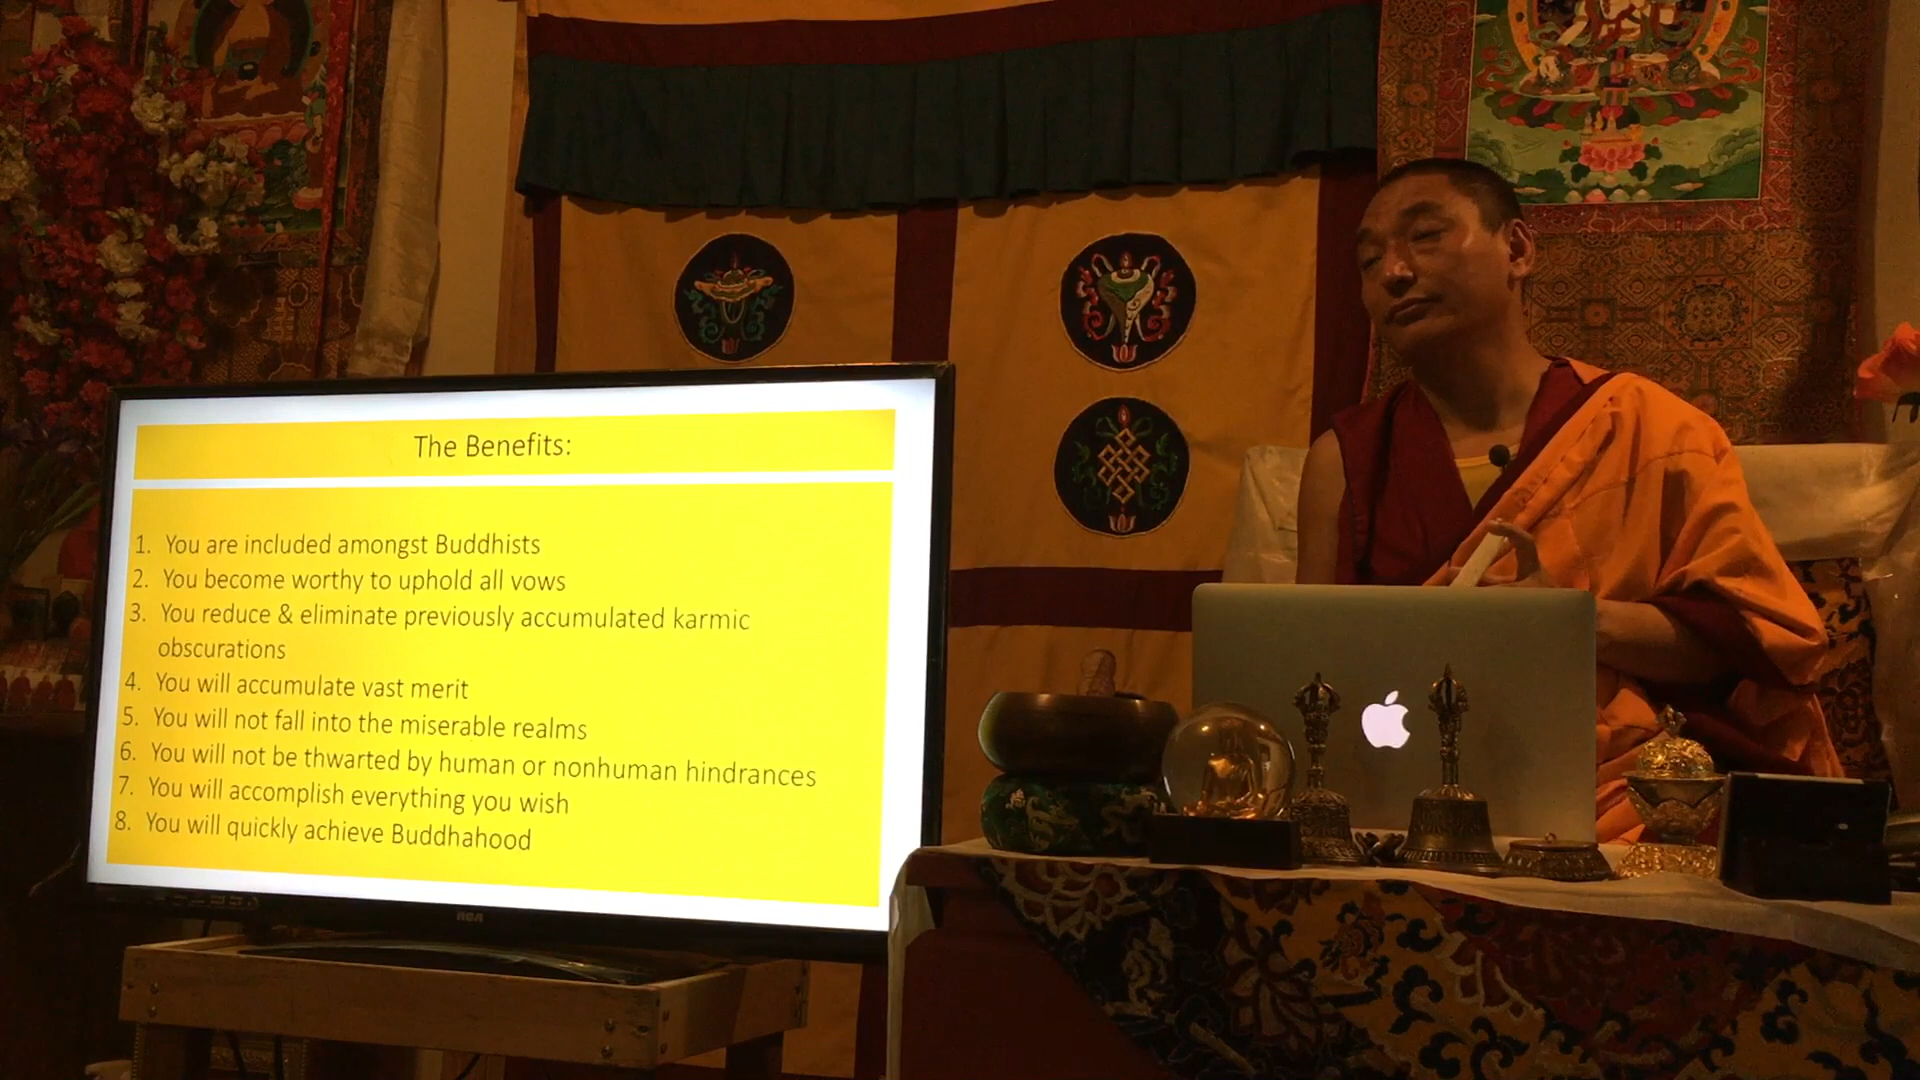 The Benefits:
1. You are included amongst Buddhists
2. You become worthy to uphold all vows
3. You reduce & eliminate previously accumulated karmic
obscurations
4. You will accumulate vast merit
5. You will not fall into the miserable realms
6. You will not be thwarted by human or nonhuman hindrances
7. You will accomplish everything you wish
8. You will quickly achieve Buddhahood
RCA